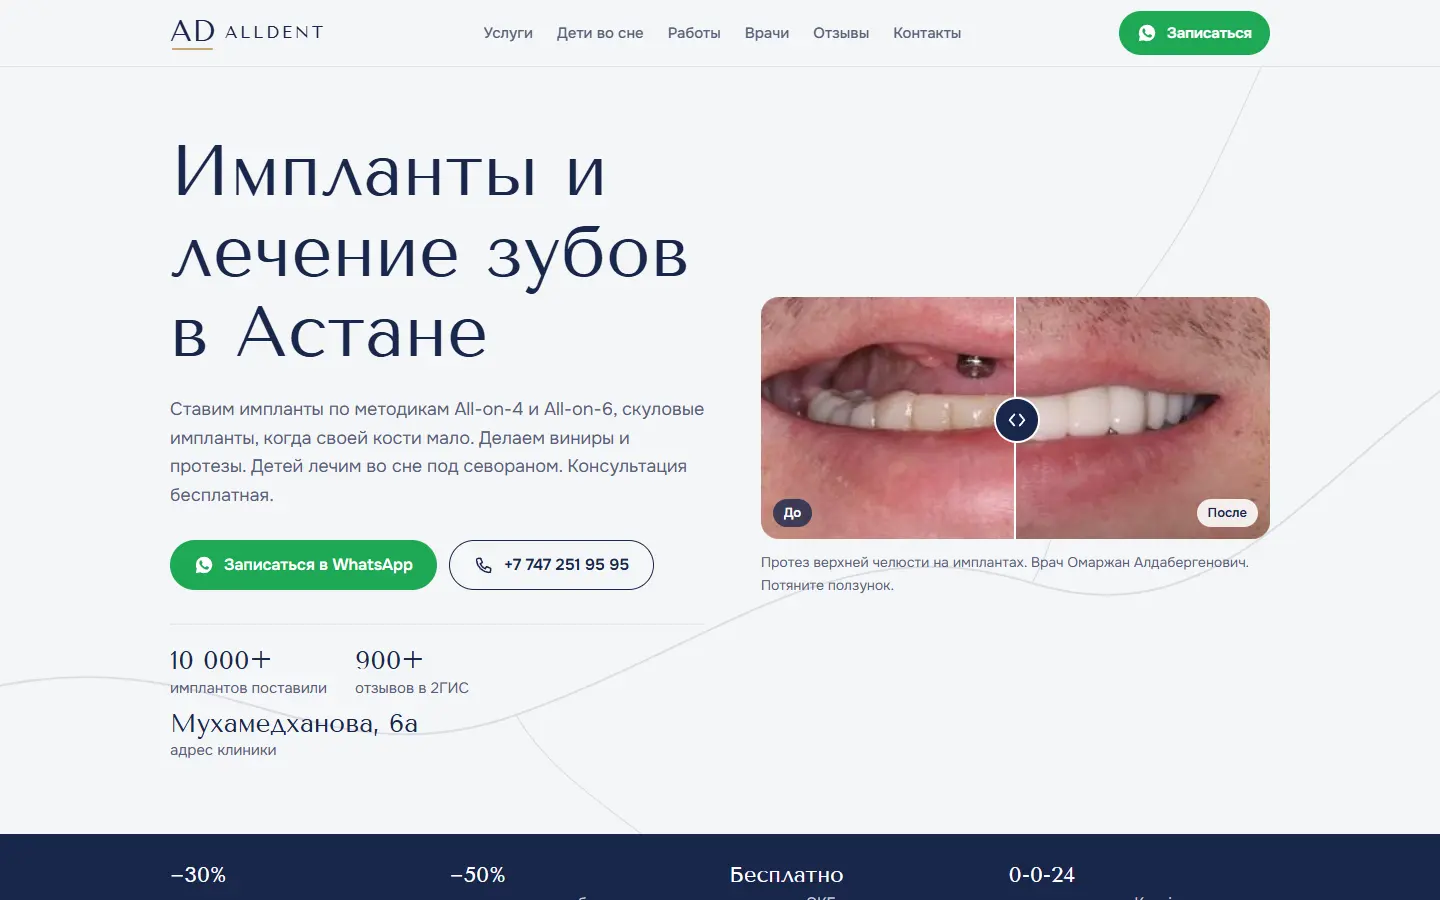 AD ALLDENT
Услуги
Дети во сне
Работы
Врачи
Отзывы
Контакты
Записаться
Импланты и
лечение зубов
в Астане
Ставим импланты по методикам All-on-4 и All-on-6, скуловые
импланты, когда своей кости мало. Делаем виниры и
протезы. Детей лечим во сне под севораном. Консультация
бесплатная.
Записаться в WhatsApp
+7 747 251 95 95
До
После
Протез верхней челюсти на имплантах. Врач Омаржан Алдабергенович.
Потяните ползунок.
10 000+
имплантов поставили
900+
отзывов в 2ГИС
Мухамедханова, 6а
адрес клиники
−30%
−50%
Бесплатно
0-0-24